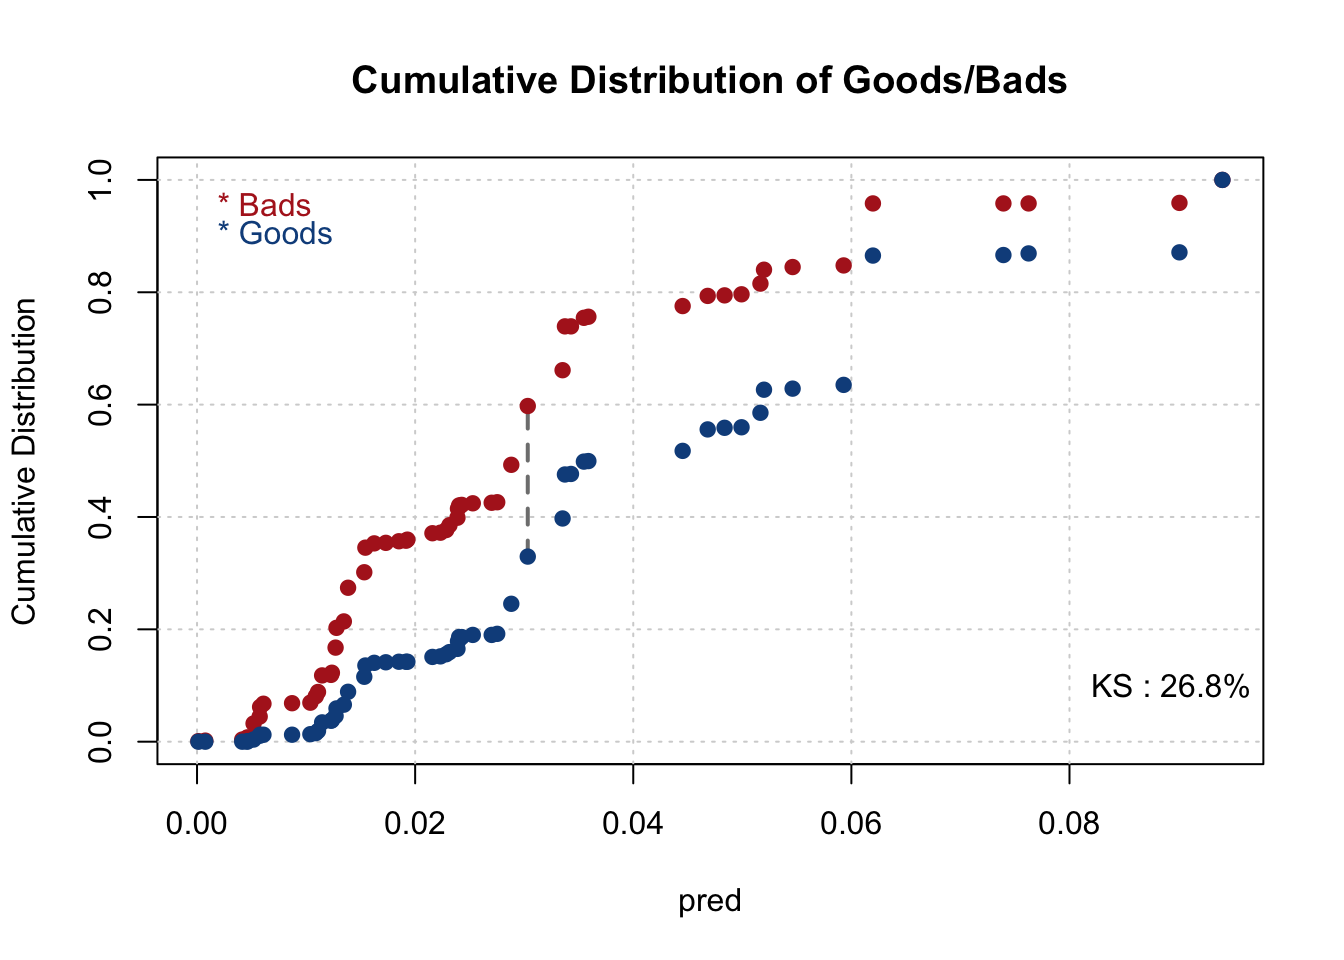 Cumulative Distribution of Goods/Bads
Cumulative Distribution
1.0
0.8
0.6
0.4
0.2
0.0
* Bads
* Goods
KS : 26.8%
0.00 0.02 0.04 0.06 0.08
pred